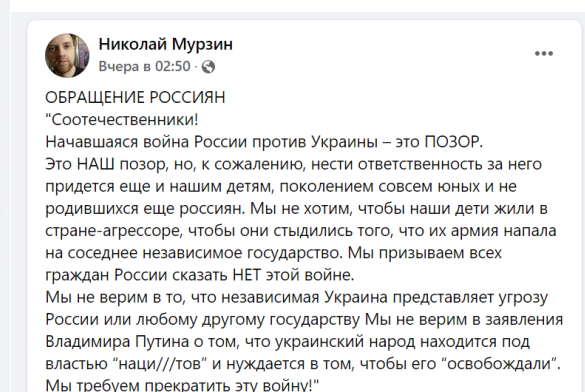 Николай Мурзин
Вчера в 02:50 ·
ОБРАЩЕНИЕ РОССИЯН
"Соотечественники!
Начавшаяся война России против Украины – это ПОЗОР.
Это НАШ позор, но, к сожалению, нести ответственность за него
придется еще и нашим детям, поколением совсем юных и не
родившихся еще россиян. Мы не хотим, чтобы наши дети жили в
стране-агрессоре, чтобы они стыдились того, что их армия напала
на соседнее независимое государство. Мы призываем всех
граждан России сказать НЕТ этой войне.
Мы не верим в то, что независимая Украина представляет угрозу
России или любому другому государству Мы не верим в заявления
Владимира Путина о том, что украинский народ находится под
властью “наци///тов” и нуждается в том, чтобы его “освобождали”.
Мы требуем прекратить эту войну!"